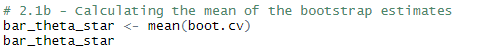 # 2.1b - Calculating the mean of the bootstrap estimates
bar_theta_star <- mean(boot.cv)
bar_theta_star